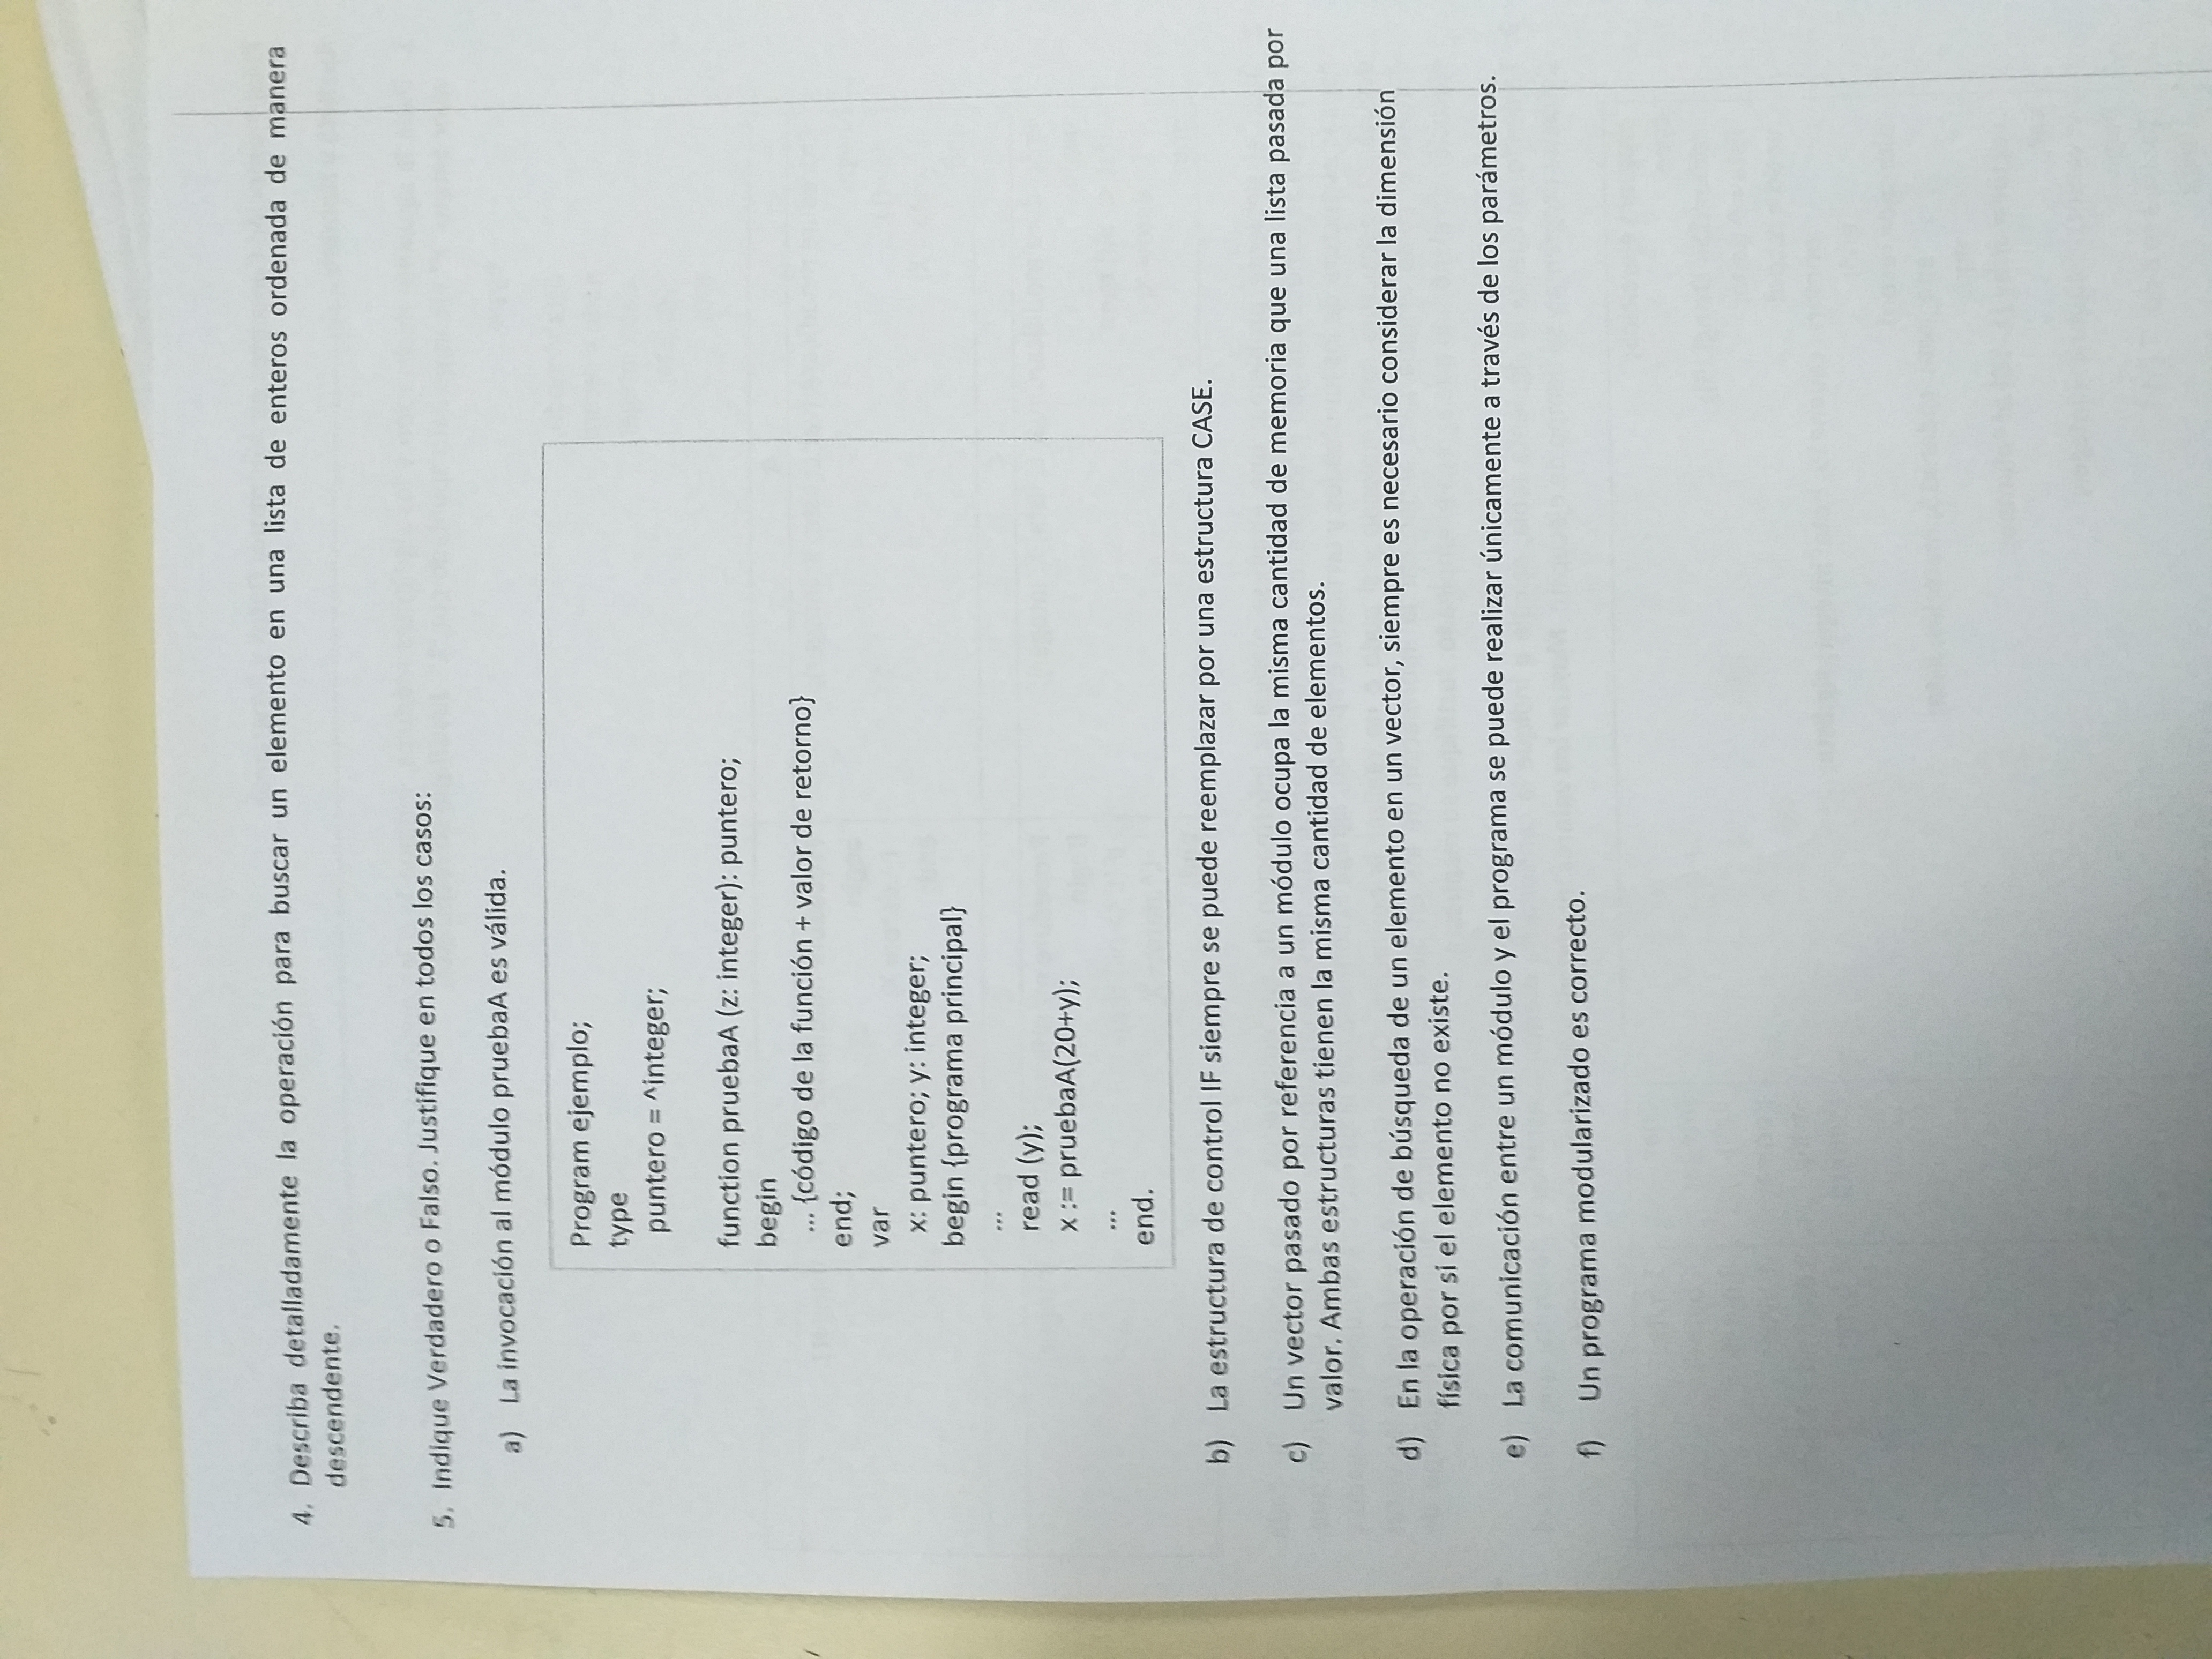 4. Describa detalladamente la operación para buscar un elemento en una lista de enteros ordenada de manera
descendente.
5. Indique Verdadero o Falso. Justifique en todos los casos:
a) La invocación al módulo pruebaA es válida.
Program ejemplo;
type
puntero = ^integer;
function pruebaA (z: integer): puntero;
begin
... {código de la función + valor de retorno}
end;
var
x: puntero; y: integer;
begin {programa principal}
...
read (y);
x := pruebaA(20+y);
...
end.
b) La estructura de control IF siempre se puede reemplazar por una estructura CASE.
c) Un vector pasado por referencia a un módulo ocupa la misma cantidad de memoria que una lista pasada por
valor. Ambas estructuras tienen la misma cantidad de elementos.
d) En la operación de búsqueda de un elemento en un vector, siempre es necesario considerar la dimensión
física por si el elemento no existe.
e) La comunicación entre un módulo y el programa se puede realizar únicamente a través de los parámetros.
f) Un programa modularizado es correcto.